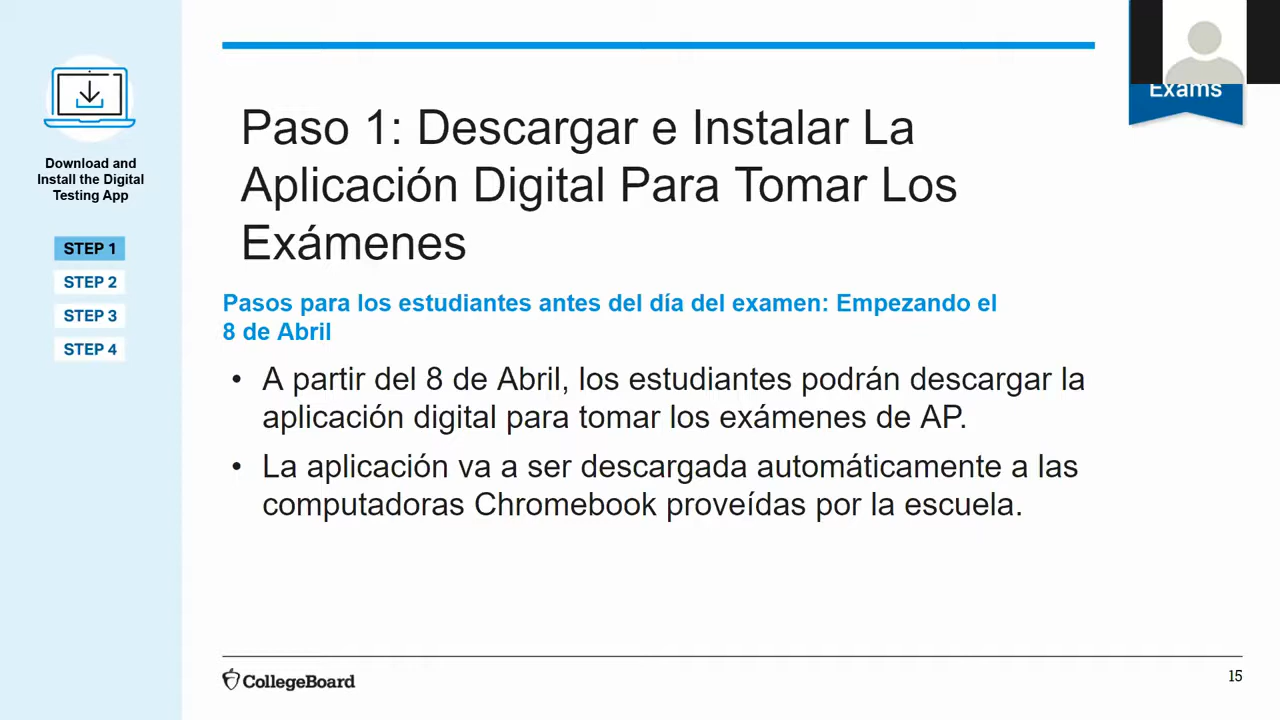 Download and
Install the Digital
Testing App
STEP 1
STEP 2
STEP 3
STEP 4
Exams
Paso 1: Descargar e Instalar La
Aplicación Digital Para Tomar Los
Exámenes
Pasos para los estudiantes antes del día del examen: Empezando el
8 de Abril
• A partir del 8 de Abril, los estudiantes podrán descargar la
aplicación digital para tomar los exámenes de AP.
• La aplicación va a ser descargada automáticamente a las
computadoras Chromebook proveídas por la escuela.
CollegeBoard
15